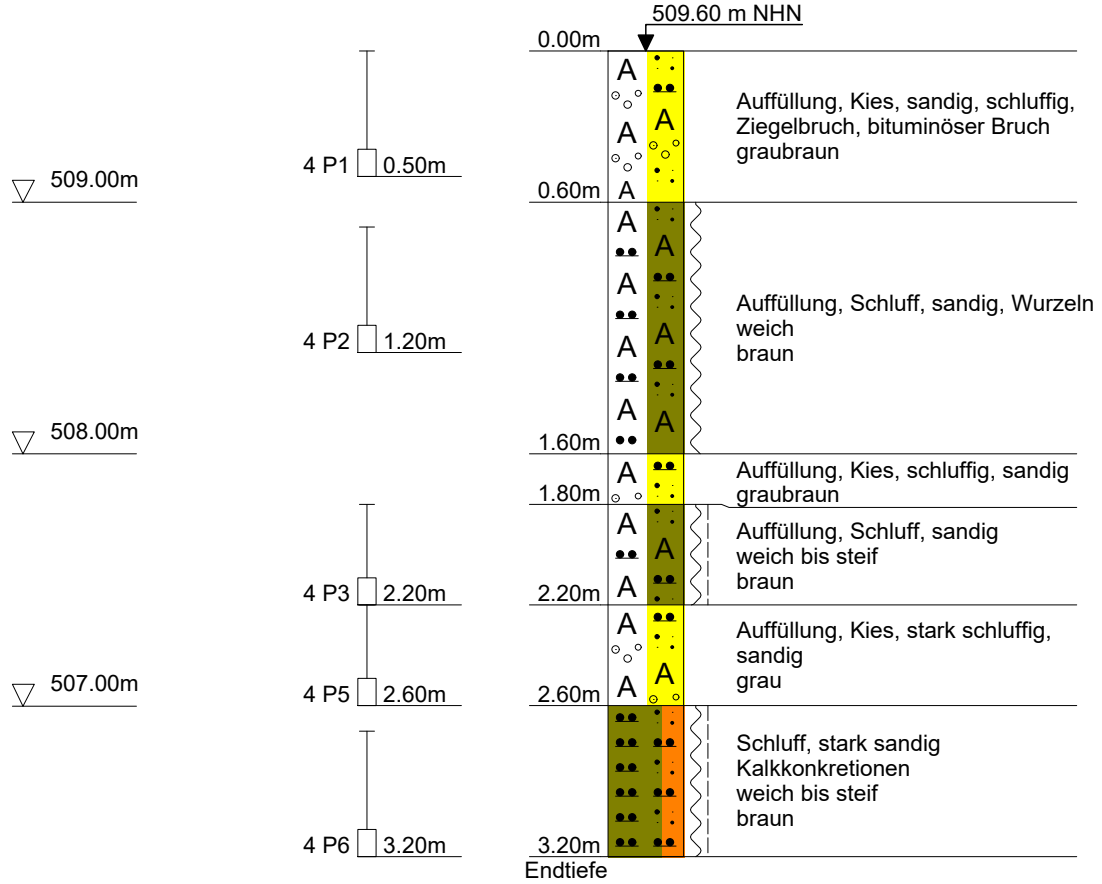 509.60 m NHN
0.00m
A
A
A
A
Auffüllung, Kies, sandig, schluffig,
Ziegelbruch, bituminöser Bruch
graubraun
4 P1 0.50m
509.00m
0.60m
A
A
A
A
A
A
A
Auffüllung, Schluff, sandig, Wurzeln
weich
braun
4 P2 1.20m
508.00m
1.60m
A
Auffüllung, Kies, schluffig, sandig
graubraun
1.80m
A
A
A
Auffüllung, Schluff, sandig
weich bis steif
braun
4 P3 2.20m
2.20m
A
A
A
Auffüllung, Kies, stark schluffig,
sandig
grau
507.00m
4 P5 2.60m
2.60m
Schluff, stark sandig
Kalkkonkretionen
weich bis steif
braun
4 P6 3.20m
3.20m
Endtiefe